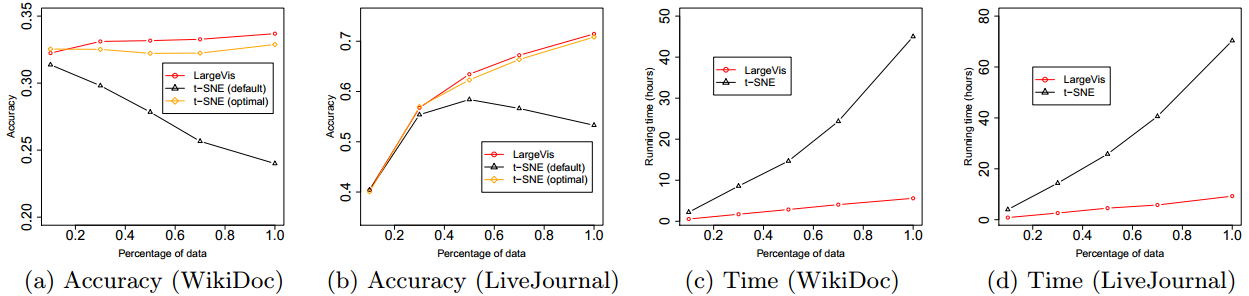 0.35
0.30
0.25
0.20
Accuracy
LargeVis
t−SNE (default)
t−SNE (optimal)
0.2 0.4 0.6 0.8 1.0
Percentage of data
(a) Accuracy (WikiDoc)
0.7
0.6
0.5
0.4
Accuracy
LargeVis
t−SNE (default)
t−SNE (optimal)
0.2 0.4 0.6 0.8 1.0
Percentage of data
(b) Accuracy (LiveJournal)
50
40
30
20
10
0
Running time (hours)
LargeVis
t−SNE
0.2 0.4 0.6 0.8 1.0
Percentage of data
(c) Time (WikiDoc)
80
60
40
20
0
Running time (hours)
LargeVis
t−SNE
0.2 0.4 0.6 0.8 1.0
Percentage of data
(d) Time (LiveJournal)